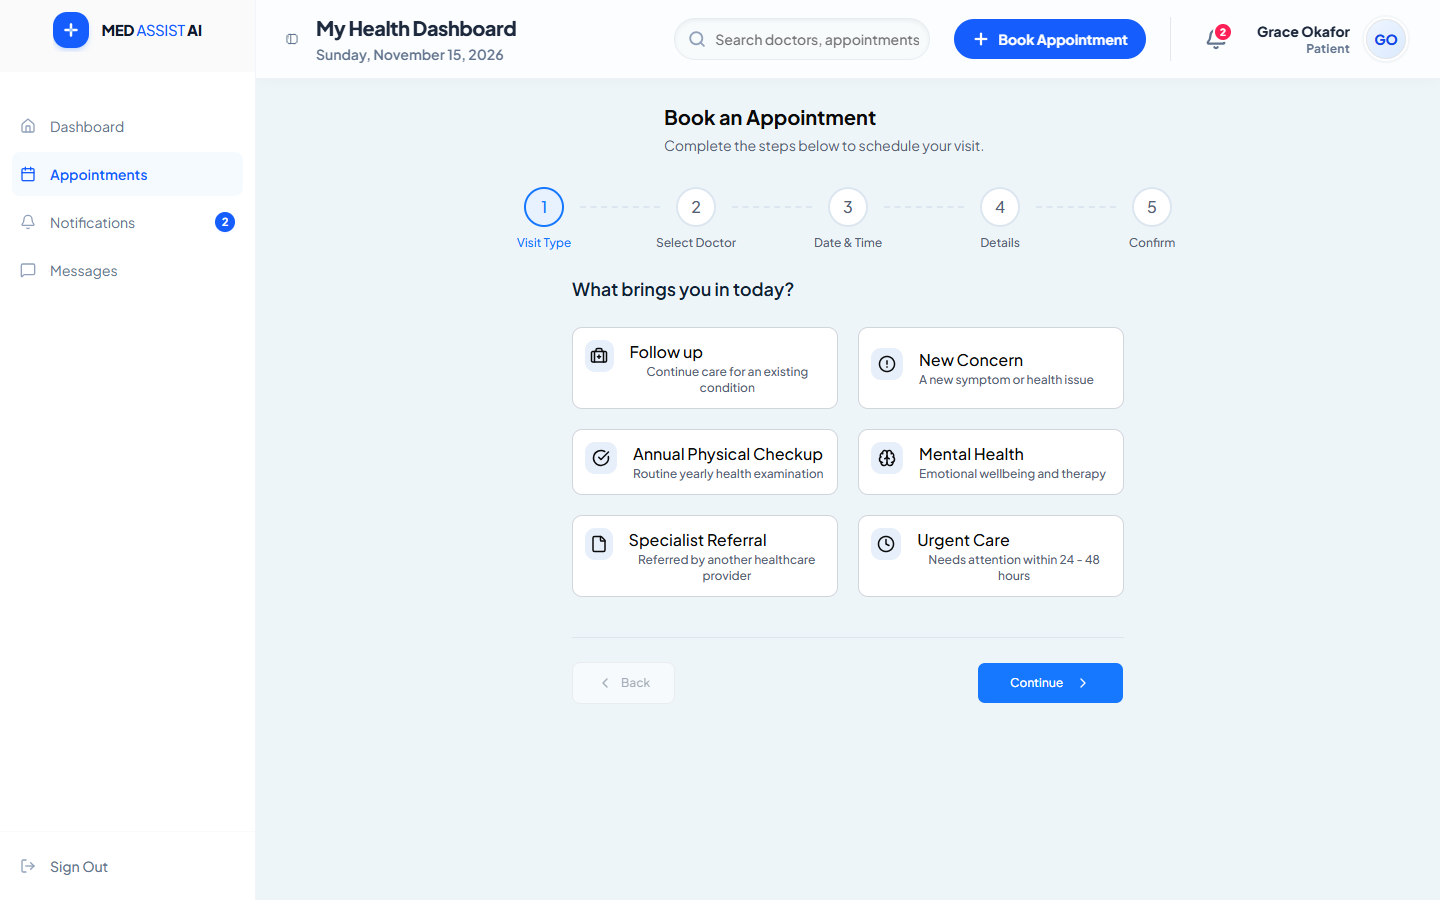 MED ASSIST AI
Dashboard
Appointments
Notifications 2
Messages
Sign Out
My Health Dashboard
Sunday, November 15, 2026
Search doctors, appointments
Book Appointment
2
Grace Okafor
Patient
GO
Book an Appointment
Complete the steps below to schedule your visit.
1 2 3 4 5
Visit Type Select Doctor Date & Time Details Confirm
What brings you in today?
Follow up
Continue care for an existing
condition
New Concern
A new symptom or health issue
Annual Physical Checkup
Routine yearly health examination
Mental Health
Emotional wellbeing and therapy
Specialist Referral
Referred by another healthcare
provider
Urgent Care
Needs attention within 24 - 48
hours
Back
Continue